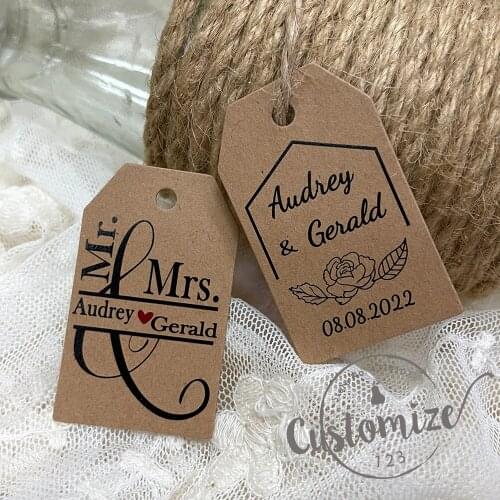 Mr.
&
Mrs.
Audrey ❤ Gerald
Audrey
& Gerald
08.08.2022
Customize
123